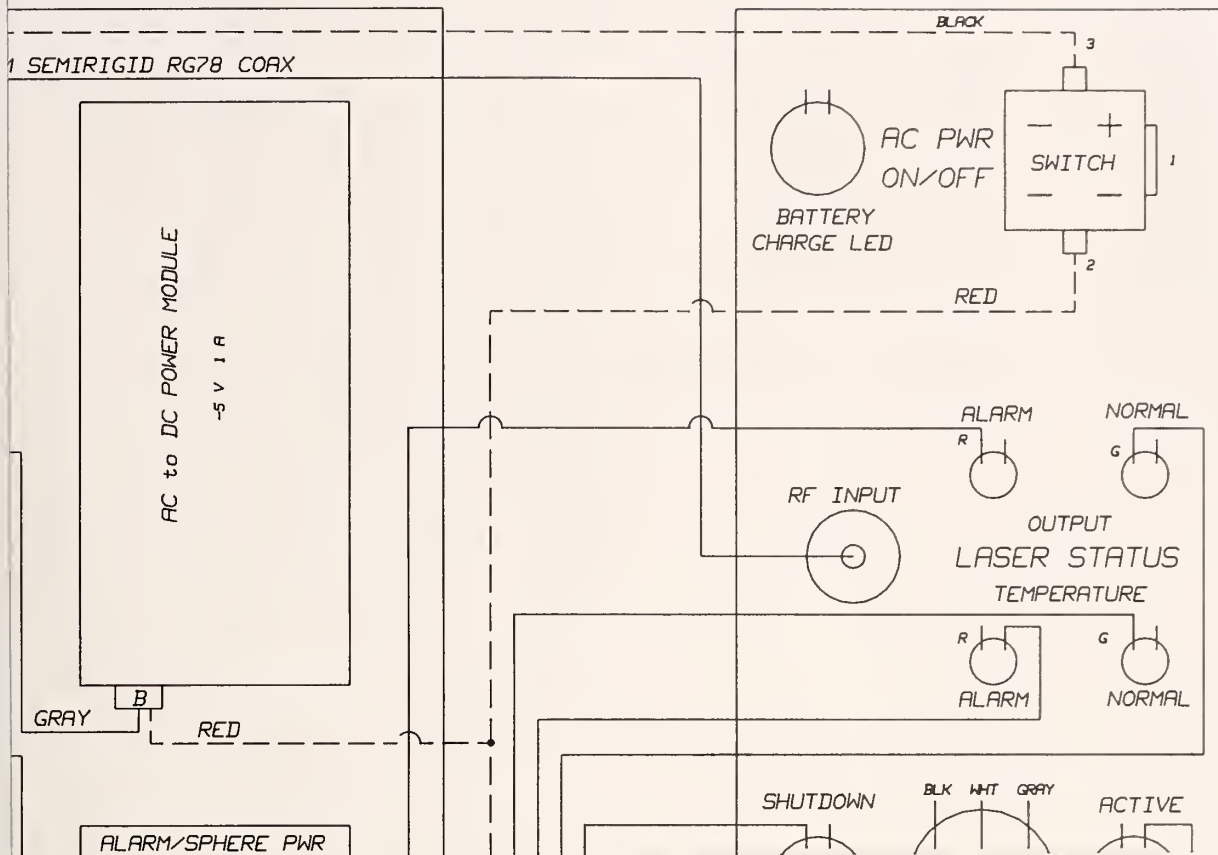 BLACK
3
SEMIRIGID RG78 COAX
AC PWR
ON/OFF
- +
SWITCH
- -
1
BATTERY
CHARGE LED
2
RED
AC to DC POWER MODULE
-5 V 1 A
ALARM
NORMAL
R
G
RF INPUT
OUTPUT
LASER STATUS
TEMPERATURE
R
G
ALARM
NORMAL
B
GRAY
RED
SHUTDOWN
BLK WHT GRAY
ACTIVE
ALARM/SPHERE PWR